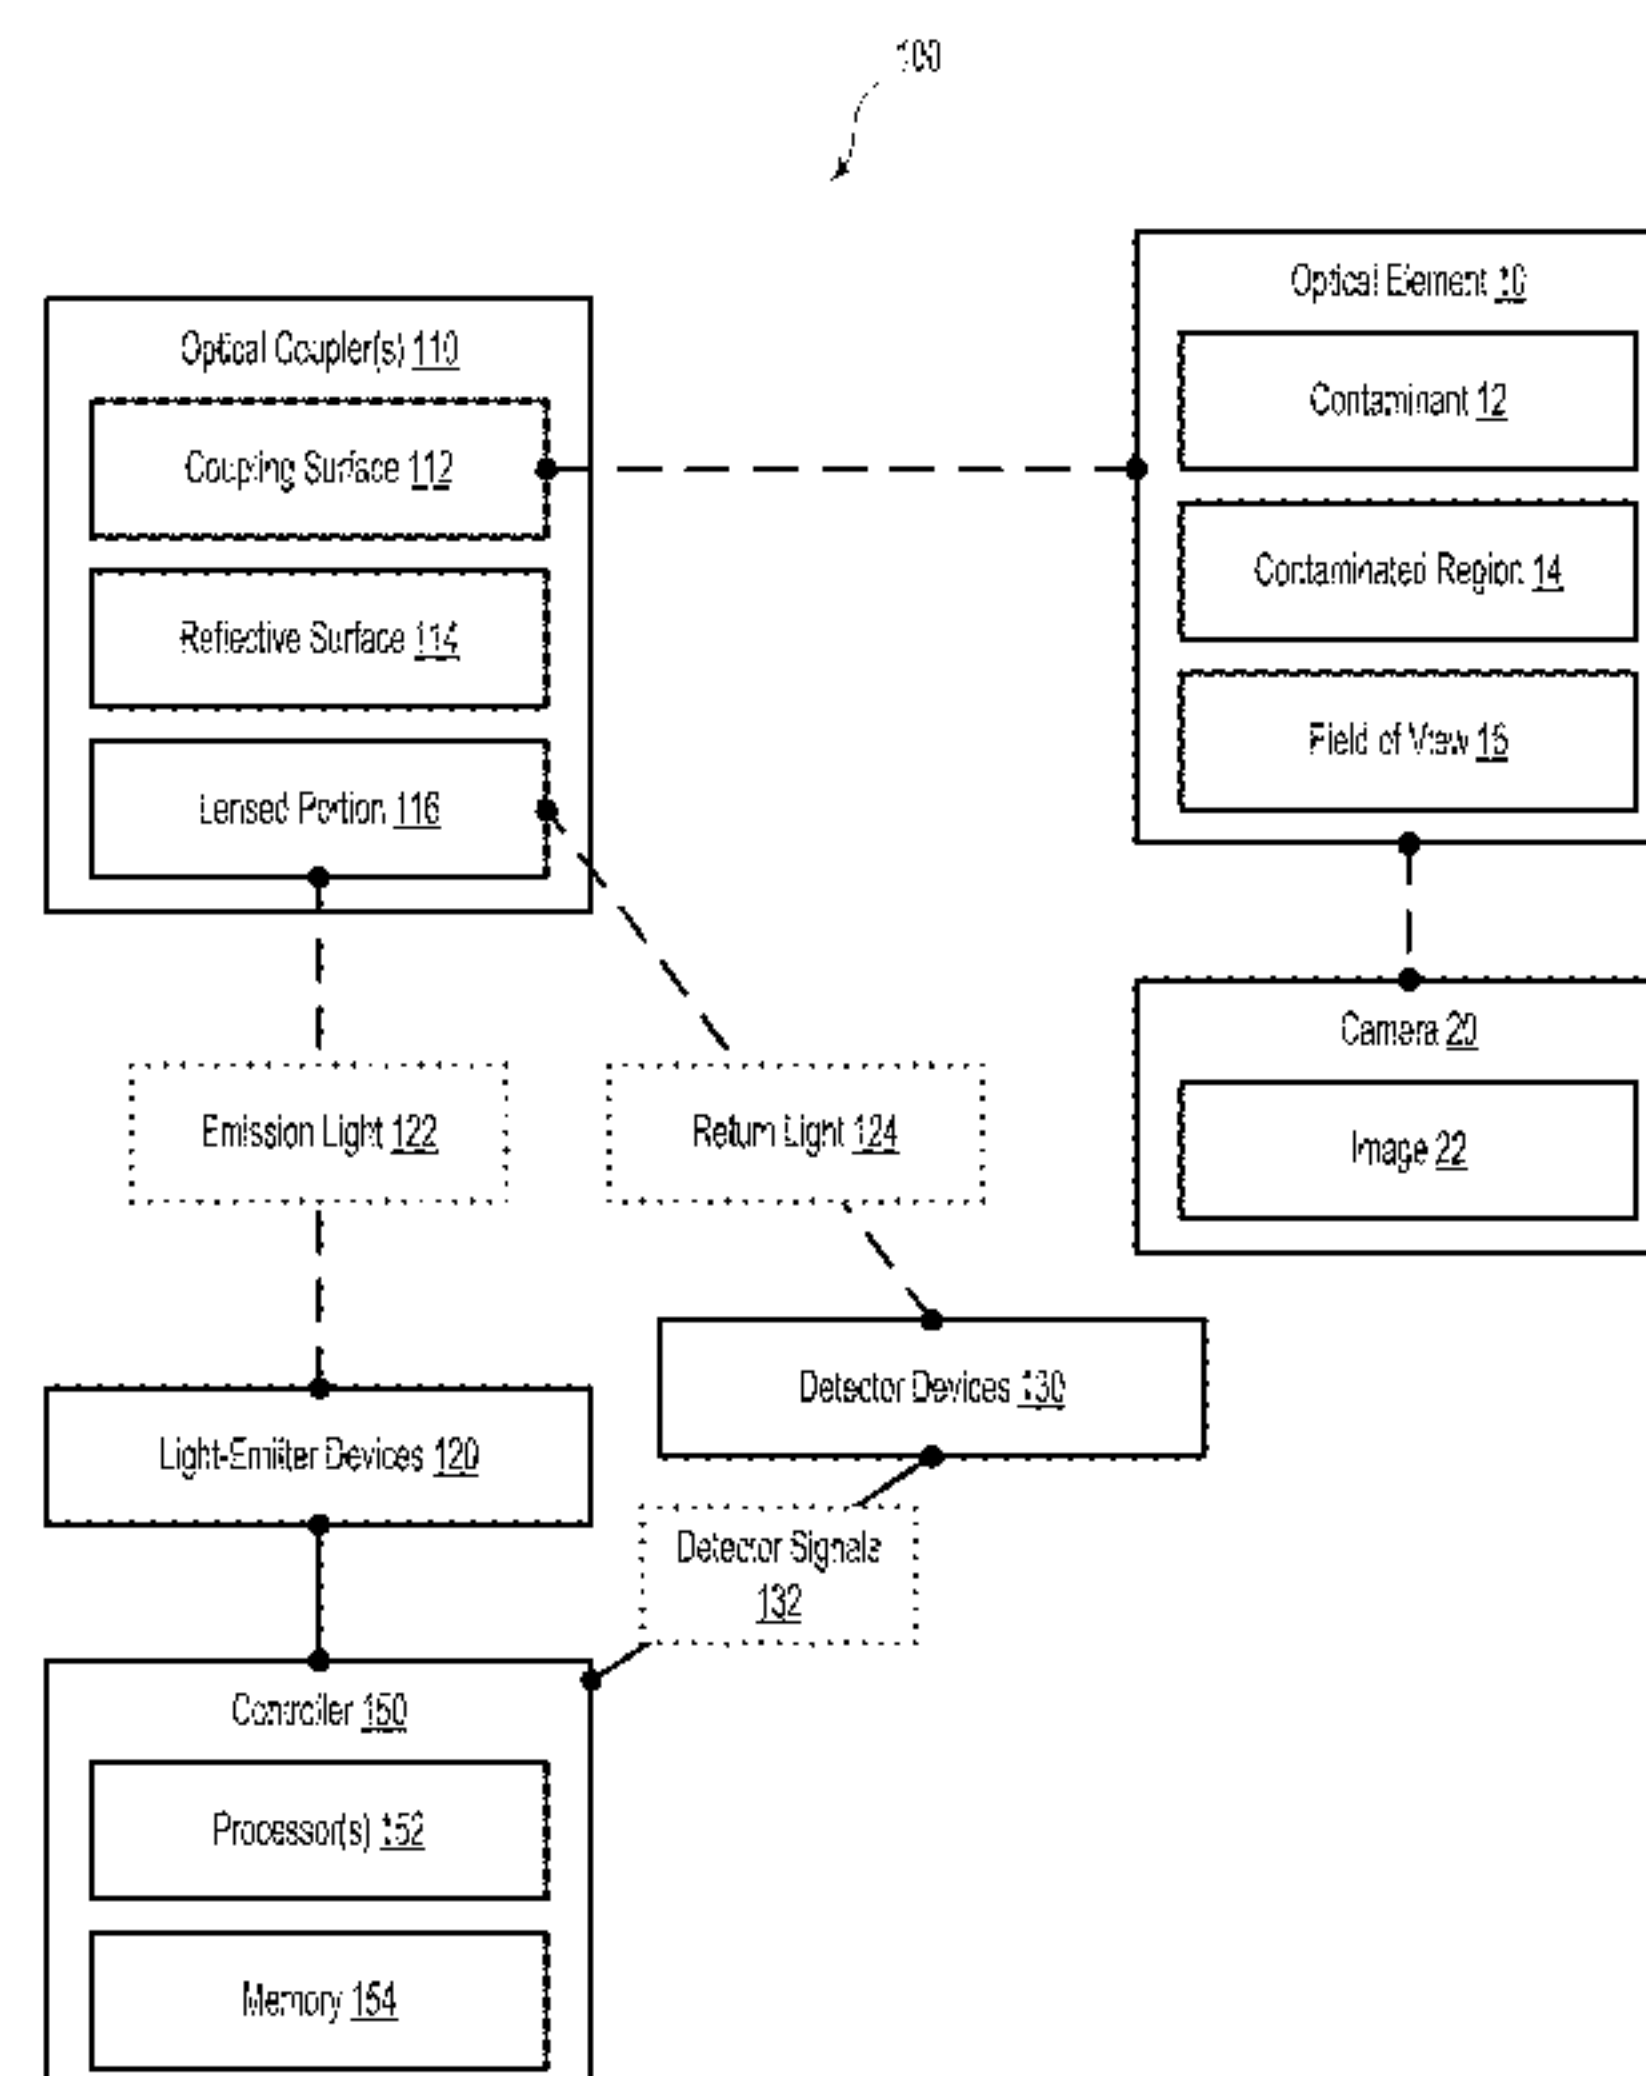 100
Optical Coupler(s) 110
Coupling Surface 112
Reflective Surface 114
Lensed Portion 116
Optical Element 10
Contaminant 12
Contaminated Region 14
Field of View 16
Camera 20
Image 22
Emission Light 122
Return Light 124
Detector Devices 130
Light-Emitter Devices 120
Detector Signals
132
Controller 150
Processor(s) 152
Memory 154